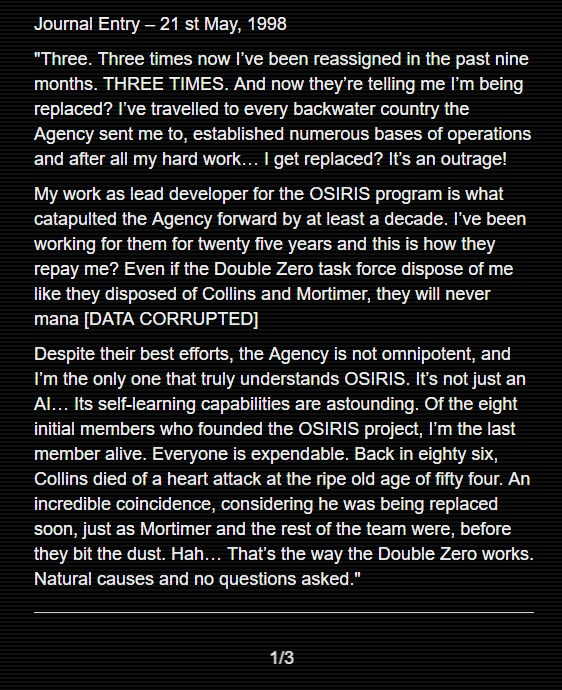 Journal Entry – 21 st May, 1998
"Three. Three times now I’ve been reassigned in the past nine
months. THREE TIMES. And now they’re telling me I’m being
replaced? I’ve travelled to every backwater country the
Agency sent me to, established numerous bases of operations
and after all my hard work… I get replaced? It’s an outrage!
My work as lead developer for the OSIRIS program is what
catapulted the Agency forward by at least a decade. I’ve been
working for them for twenty five years and this is how they
repay me? Even if the Double Zero task force dispose of me
like they disposed of Collins and Mortimer, they will never
mana [DATA CORRUPTED]
Despite their best efforts, the Agency is not omnipotent, and
I’m the only one that truly understands OSIRIS. It’s not just an
AI… Its self-learning capabilities are astounding. Of the eight
initial members who founded the OSIRIS project, I’m the last
member alive. Everyone is expendable. Back in eighty six,
Collins died of a heart attack at the ripe old age of fifty four. An
incredible coincidence, considering he was being replaced
soon, just as Mortimer and the rest of the team were, before
they bit the dust. Hah… That’s the way the Double Zero works.
Natural causes and no questions asked."
1/3